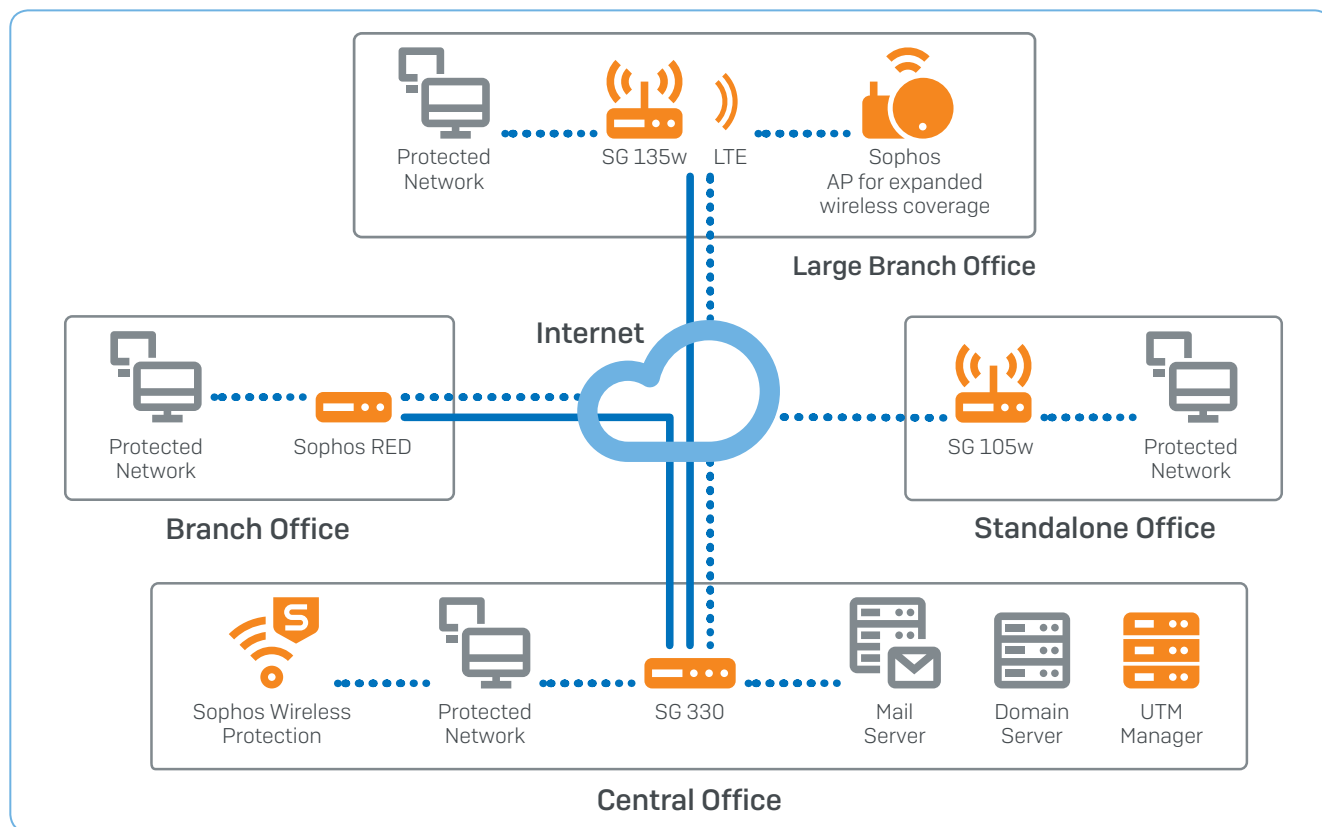 Protected
Network
SG 135w
LTE
Sophos
AP for expanded
wireless coverage
Large Branch Office
Internet
Protected
Network
Sophos RED
Branch Office
SG 105w
Protected
Network
Standalone Office
S
Sophos Wireless
Protection
Protected
Network
SG 330
Mail
Server
Domain
Server
UTM
Manager
Central Office